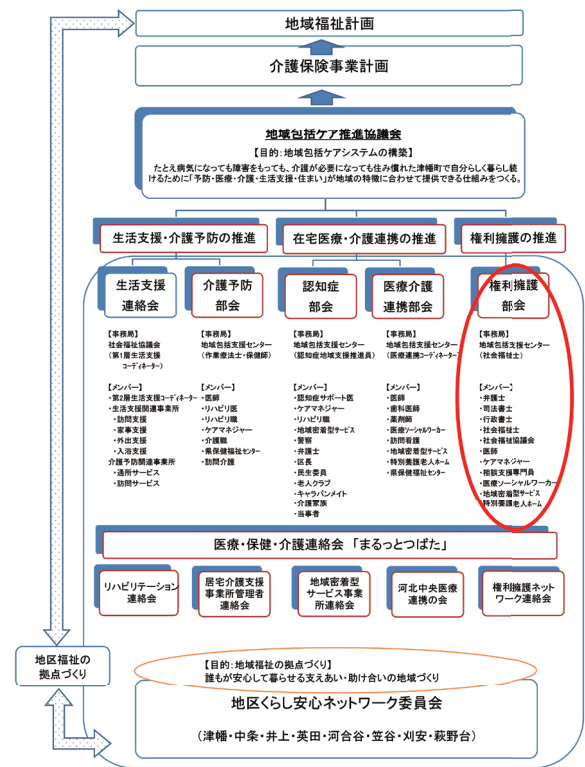 地域福祉計画
介護保険事業計画
地域包括ケア推進協議会
【目的：地域包括ケアシステムの構築】
たとえ病気になっても障害をもっても、介護が必要になっても住み慣れた津幡町で自分らしく暮らし続
けるために「予防・医療・介護・生活支援・住まい」が地域の特徴に合わせて提供できる仕組みをつくる。
生活支援・介護予防の推進
在宅医療・介護連携の推進
権利擁護の推進
生活支援
連絡会
【事務局】
社会福祉協議会
（第1層生活支援
コーディネーター）
【メンバー】
・第2層生活支援コーディネーター
・生活支援関連事業所
・訪問支援
・家事支援
・外出支援
・入浴支援
介護予防関連事業所
・通所サービス
・訪問サービス
介護予防
部会
【事務局】
地域包括支援センター
（作業療法士・保健師）
【メンバー】
・医師
・リハビリ医
・リハビリ職
・ケアマネジャー
・介護職
・県保健福祉センター
・訪問介護
認知症
部会
【事務局】
地域包括支援センター
（認知症地域支援推進員）
【メンバー】
・認知症サポート医
・ケアマネジャー
・リハビリ職
・地域密着型サービス
・警察
・弁護士
・区長
・民生委員
・老人クラブ
・キャラバンメイト
・介護家族
・当事者
医療介護
連携部会
【事務局】
地域包括支援センター
（医療連携コーディネーター）
【メンバー】
・医師
・歯科医師
・薬剤師
・医療ソーシャルワーカー
・訪問看護
・地域密着型サービス
・特別養護老人ホーム
・県保健福祉センター
権利擁護
部会
【事務局】
地域包括支援センター
（社会福祉士）
【メンバー】
・弁護士
・司法書士
・行政書士
・社会福祉士
・社会福祉協議会
・医師
・ケアマネジャー
・相談支援専門員
・医療ソーシャルワーカー
・地域密着型サービス
・特別養護老人ホーム
医療・保健・介護連絡会 「まるっとつばた」
リハビリテーション
連絡会
居宅介護支援
事業所管理者
連絡会
地域密着型
サービス事業
所連絡会
河北中央医療
連携の会
権利擁護ネット
ワーク連絡会
地区福祉の
拠点づくり
【目的：地域福祉の拠点づくり】
誰もが安心して暮らせる支えあい・助け合いの地域づくり
地区くらし安心ネットワーク委員会
（津幡・中条・井上・英田・河合谷・笠谷・刈安・萩野台）